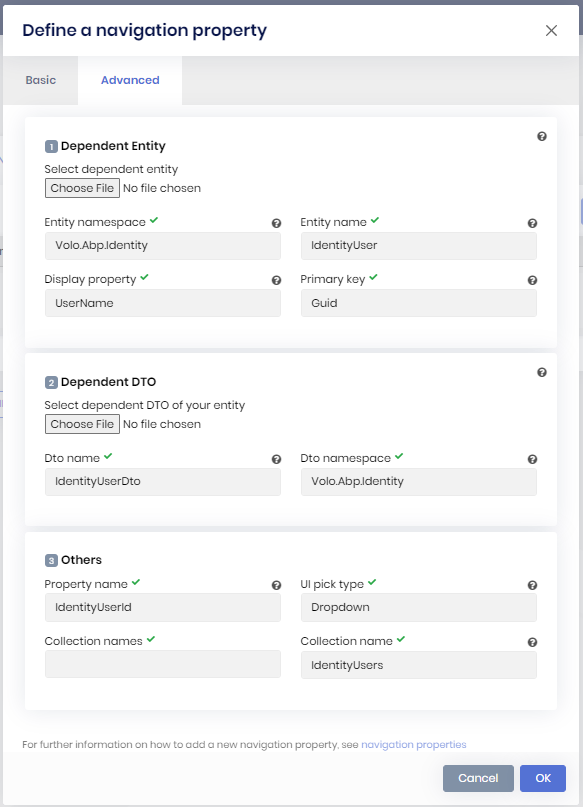 Define a navigation property
Basic
Advanced
1 Dependent Entity
Select dependent entity
Choose File No file chosen
Entity namespace
Entity name
Volo.Abp.Identity
IdentityUser
Display property
Primary key
UserName
Guid
2 Dependent DTO
Select dependent DTO of your entity
Choose File No file chosen
Dto name
Dto namespace
IdentityUserDto
Volo.Abp.Identity
3 Others
Property name
UI pick type
IdentityUserId
Dropdown
Collection names
Collection name
IdentityUsers
For further information on how to add a new navigation property, see navigation properties
Cancel
OK